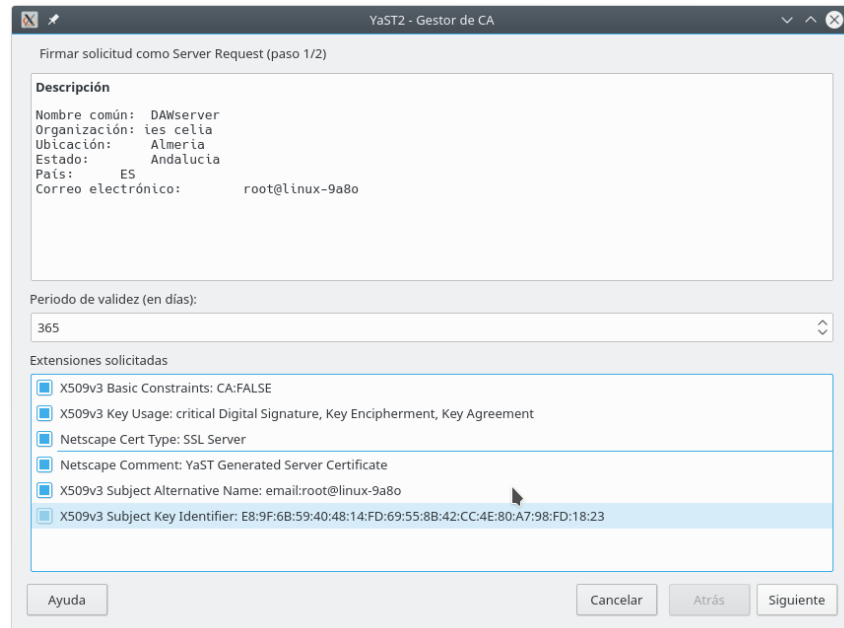 YaST2 - Gestor de CA
Firmar solicitud como Server Request (paso 1/2)
Descripción
Nombre común: DAWserver
Organización: ies celia
Ubicación: Almeria
Estado: Andalucia
País: ES
Correo electrónico: root@linux-9a8o
Periodo de validez (en días):
365
Extensiones solicitadas
X509v3 Basic Constraints: CA:FALSE
X509v3 Key Usage: critical Digital Signature, Key Encipherment, Key Agreement
Netscape Cert Type: SSL Server
Netscape Comment: YaST Generated Server Certificate
X509v3 Subject Alternative Name: email:root@linux-9a8o
X509v3 Subject Key Identifier: E8:9F:6B:59:40:48:14:FD:69:55:8B:42:CC:4E:80:A7:98:FD:18:23
Ayuda Cancelar Atrás Siguiente